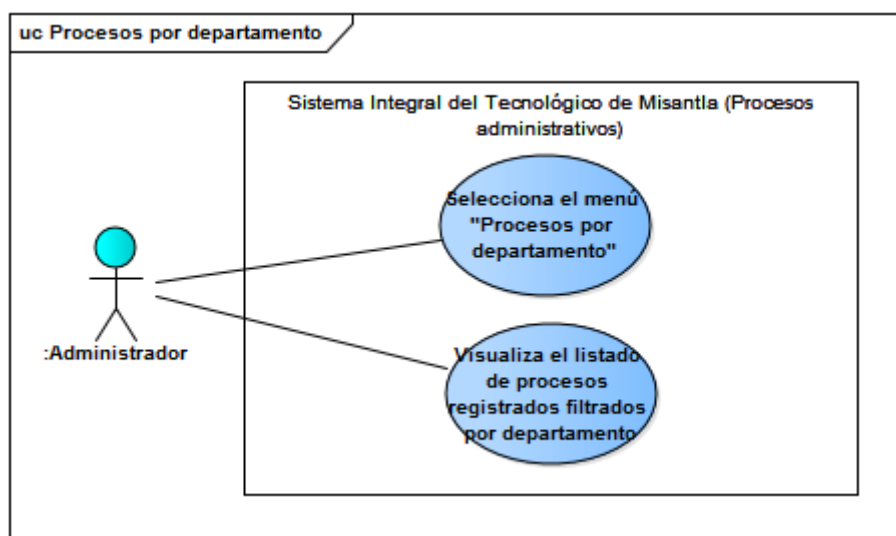 uc Procesos por departamento
Sistema Integral del Tecnológico de Misantla (Procesos
administrativos)
Selecciona el menú
"Procesos por
departamento"
:Administrador
Visualiza el listado
de procesos
registrados filtrados
por departamento